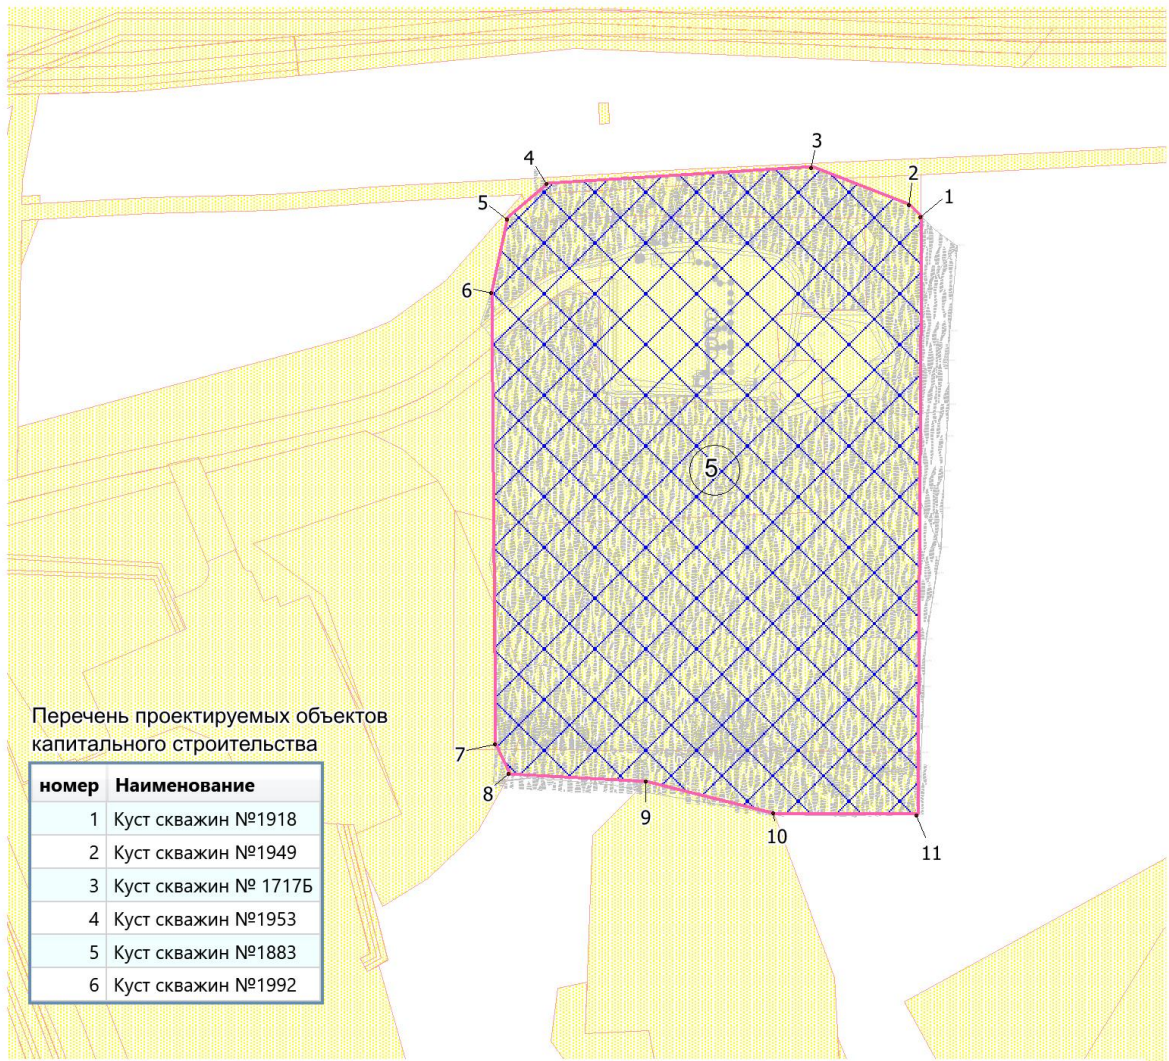 3
4
2
5
1
6
5
Перечень проектируемых объектов
капитального строительства
номер Наименование
1 Куст скважин №1918
2 Куст скважин №1949
3 Куст скважин № 1717Б
4 Куст скважин №1953
5 Куст скважин №1883
6 Куст скважин №1992
7
8
9
10
11